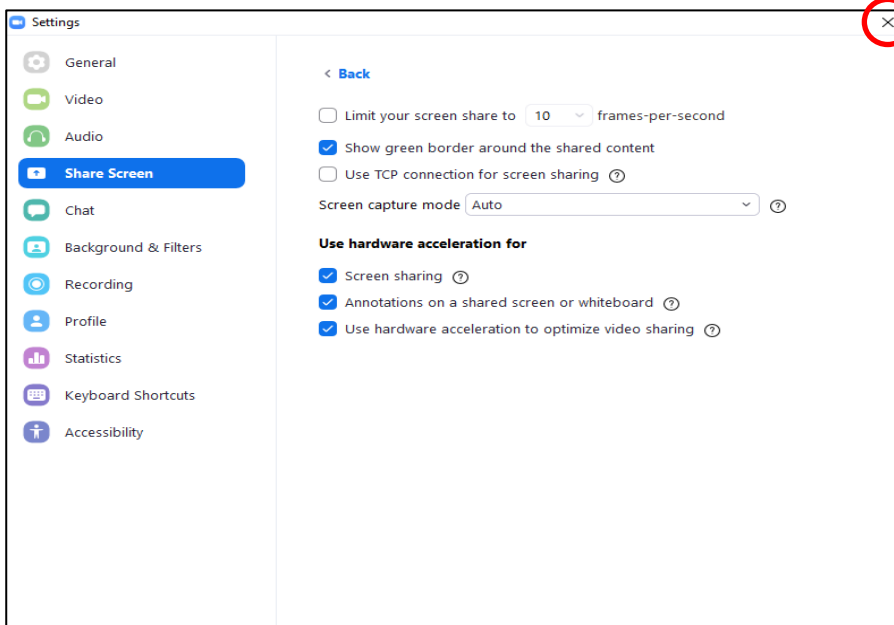 Settings
General
Video
Audio
Share Screen
Chat
Background & Filters
Recording
Profile
Statistics
Keyboard Shortcuts
Accessibility
Back
Limit your screen share to 10 frames-per-second
Show green border around the shared content
Use TCP connection for screen sharing
Screen capture mode Auto
Use hardware acceleration for
Screen sharing
Annotations on a shared screen or whiteboard
Use hardware acceleration to optimize video sharing